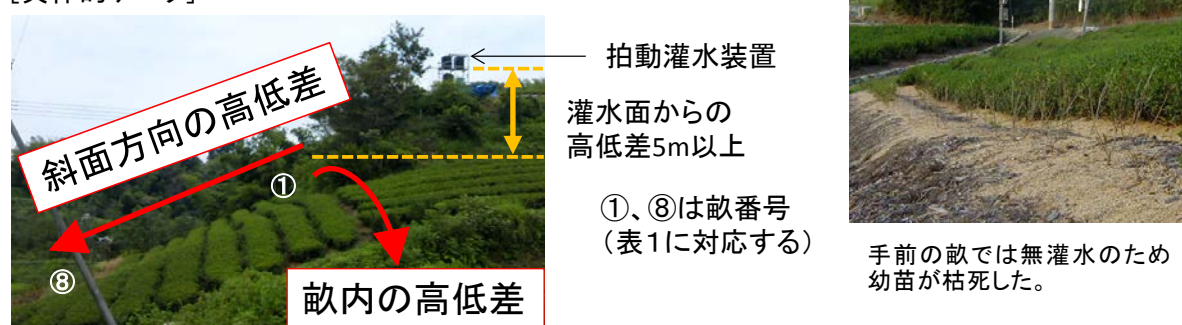 斜面方向の高低差
①
⑧
畝内の高低差
拍動灌水装置
灌水面からの
高低差5m以上
①、⑧は畝番号
（表１に対応する）
手前の畝では無灌水のため
幼苗が枯死した。